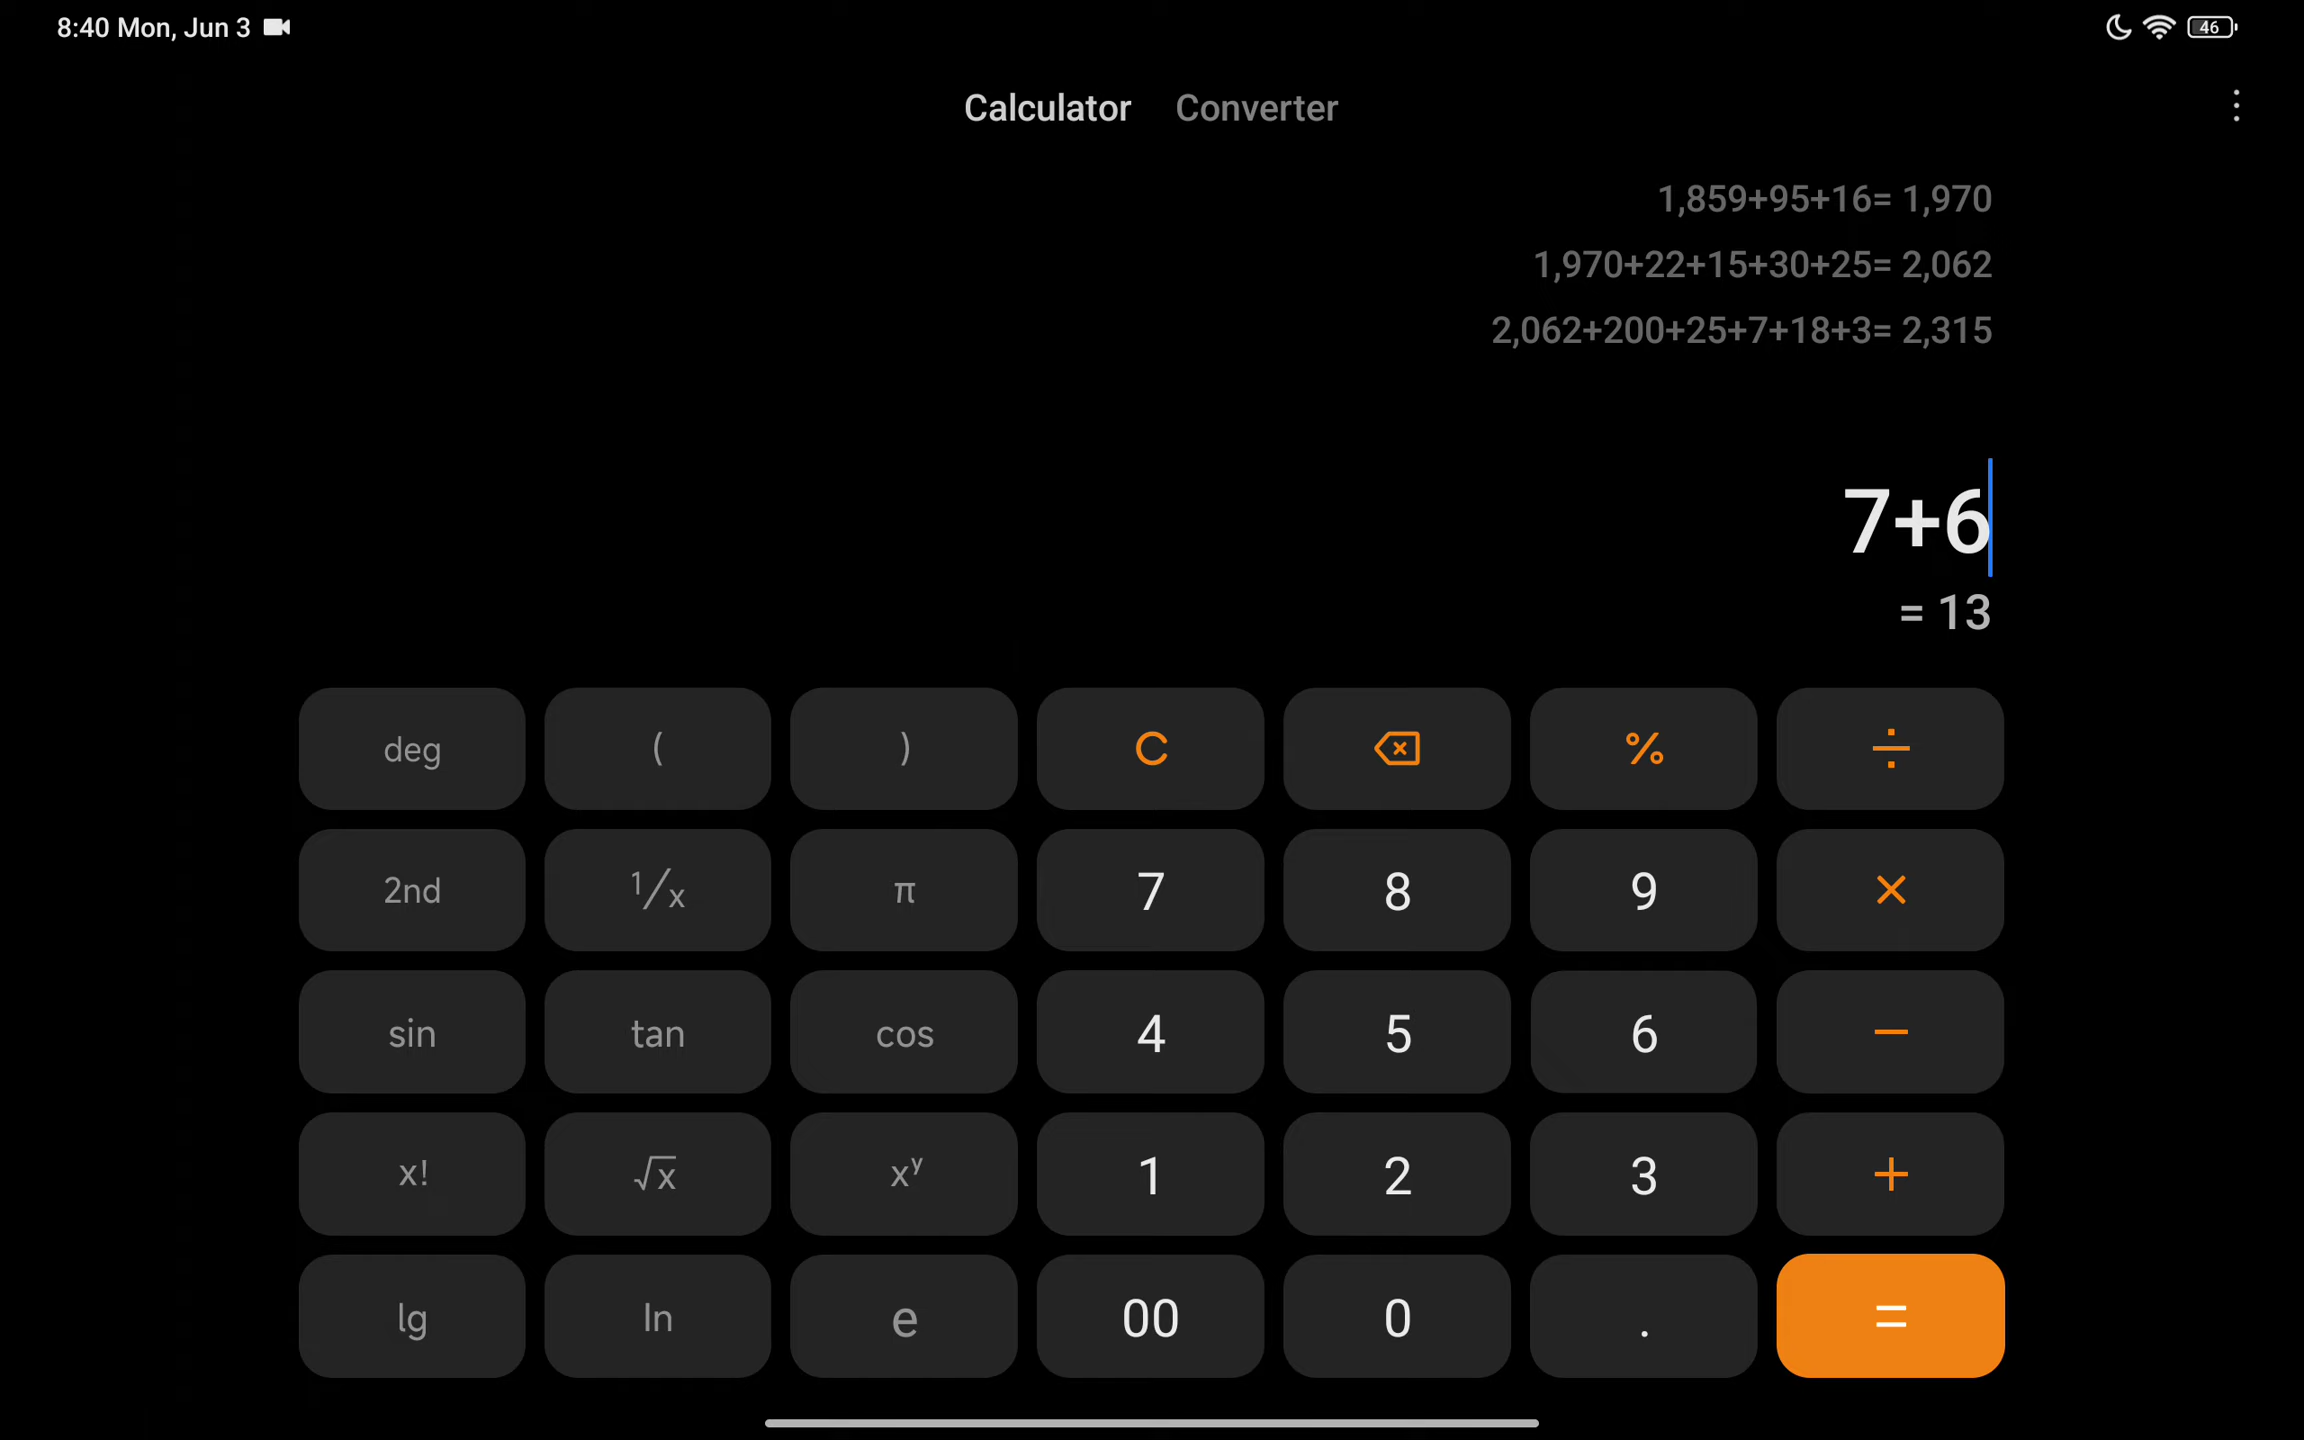 8:40 Mon, Jun 3
46
Calculator Converter
1,859+95+16= 1,970
1,970+22+15+30+25= 2,062
2,062+200+25+7+18+3= 2,315
7+6
= 13
deg ( ) C % ÷
2nd 1/x π 7 8 9 ×
sin tan cos 4 5 6 −
x! √x xʸ 1 2 3 +
lg ln e 00 0 . =